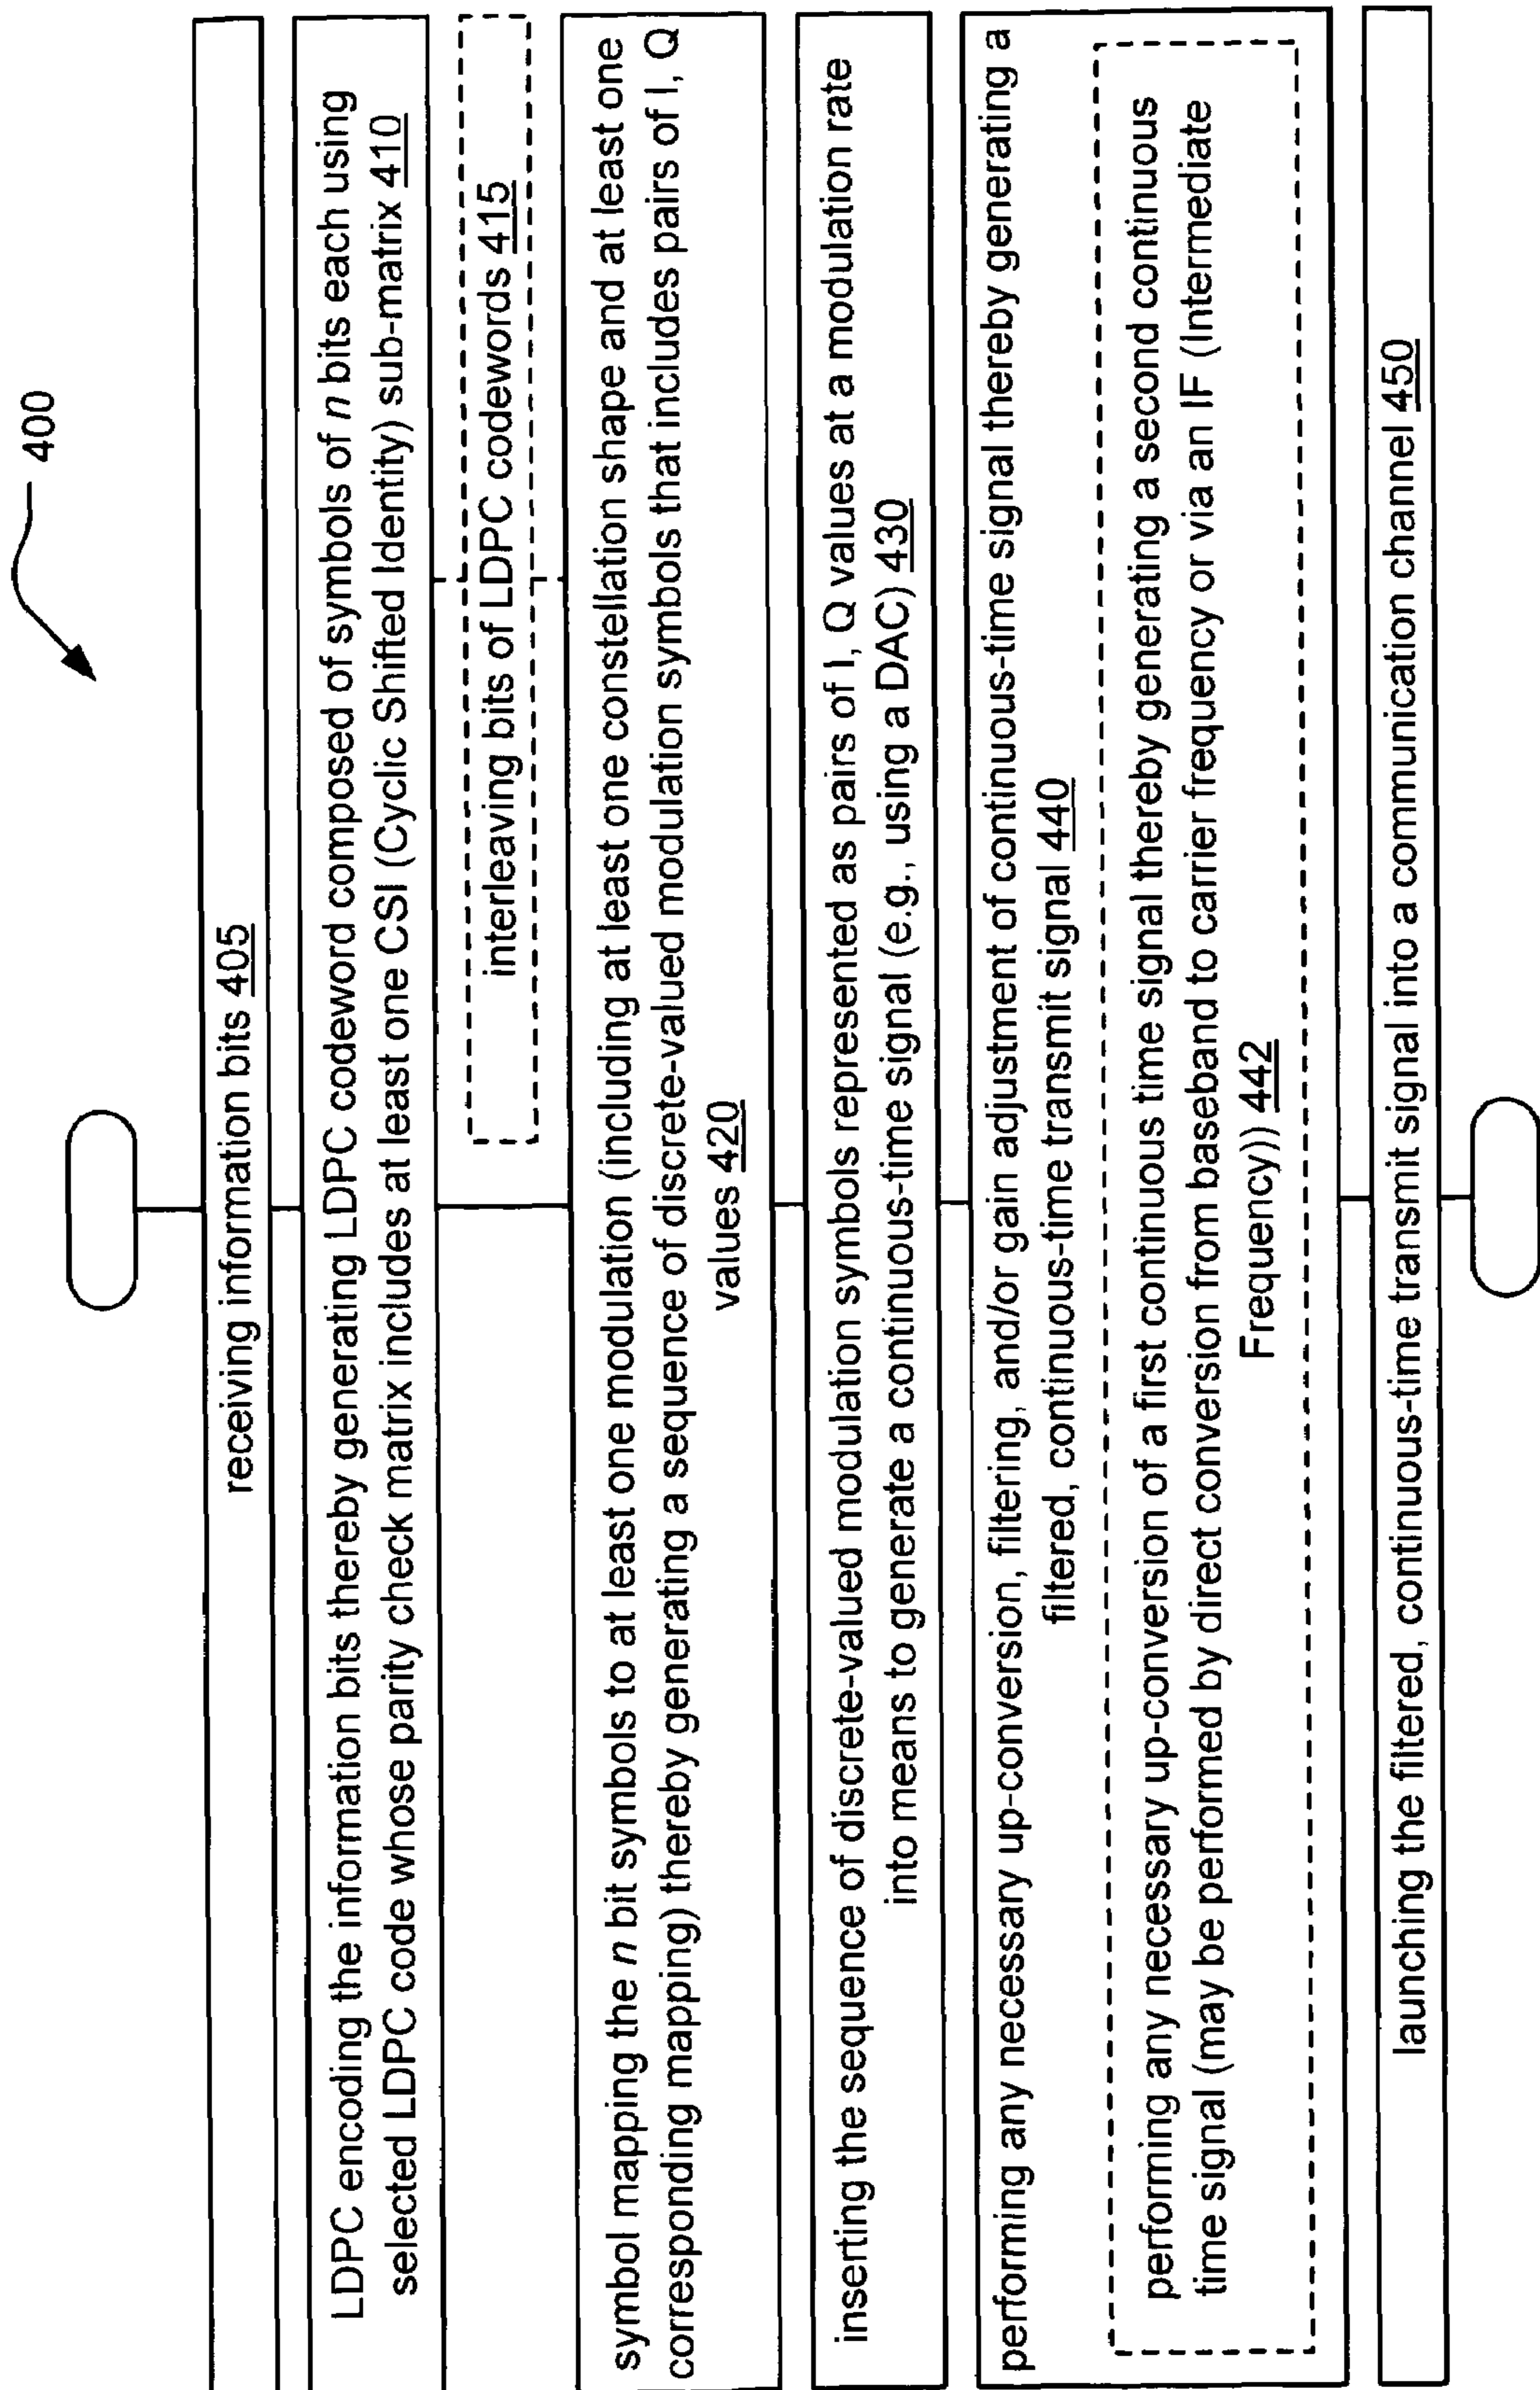 400
receiving information bits 405
LDPC encoding the information bits thereby generating LDPC codeword composed of symbols of n bits each using
selected LDPC code whose parity check matrix includes at least one CSI (Cyclic Shifted Identity) sub-matrix 410
interleaving bits of LDPC codewords 415
symbol mapping the n bit symbols to at least one modulation (including at least one constellation shape and at least one
corresponding mapping) thereby generating a sequence of discrete-valued modulation symbols that includes pairs of I, Q
values 420
inserting the sequence of discrete-valued modulation symbols represented as pairs of I, Q values at a modulation rate
into means to generate a continuous-time signal (e.g., using a DAC) 430
performing any necessary up-conversion, filtering, and/or gain adjustment of continuous-time signal thereby generating a
filtered, continuous-time transmit signal 440
performing any necessary up-conversion of a first continuous time signal thereby generating a second continuous
time signal (may be performed by direct conversion from baseband to carrier frequency or via an IF (Intermediate
Frequency)) 442
launching the filtered, continuous-time transmit signal into a communication channel 450